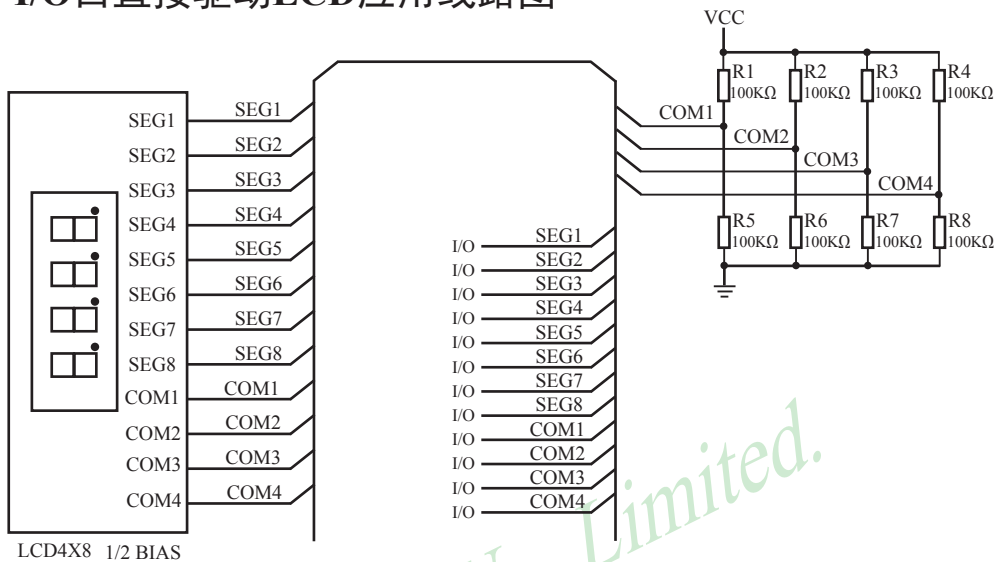 I/O口直接驱动LCD应用线路图
VCC
R1
100KΩ
R2
100KΩ
R3
100KΩ
R4
100KΩ
COM1
COM2
COM3
COM4
R5
100KΩ
R6
100KΩ
R7
100KΩ
R8
100KΩ
SEG1 SEG1
SEG2 SEG2
SEG3 SEG3
SEG4 SEG4
SEG5 SEG5
SEG6 SEG6
SEG7 SEG7
SEG8 SEG8
COM1 COM1
COM2 COM2
COM3 COM3
COM4 COM4
I/O SEG1
I/O SEG2
I/O SEG3
I/O SEG4
I/O SEG5
I/O SEG6
I/O SEG7
I/O SEG8
I/O COM1
I/O COM2
I/O COM3
I/O COM4
LCD4X8 1/2 BIAS
Limited.